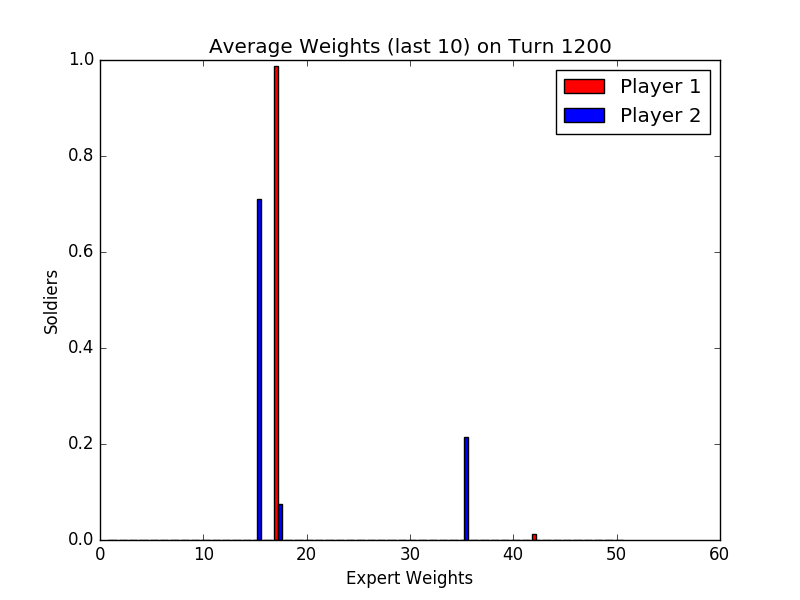 Average Weights (last 10) on Turn 1200
1.0
0.8
0.6
0.4
0.2
0.0
Soldiers
Player 1
Player 2
0 10 20 30 40 50 60
Expert Weights